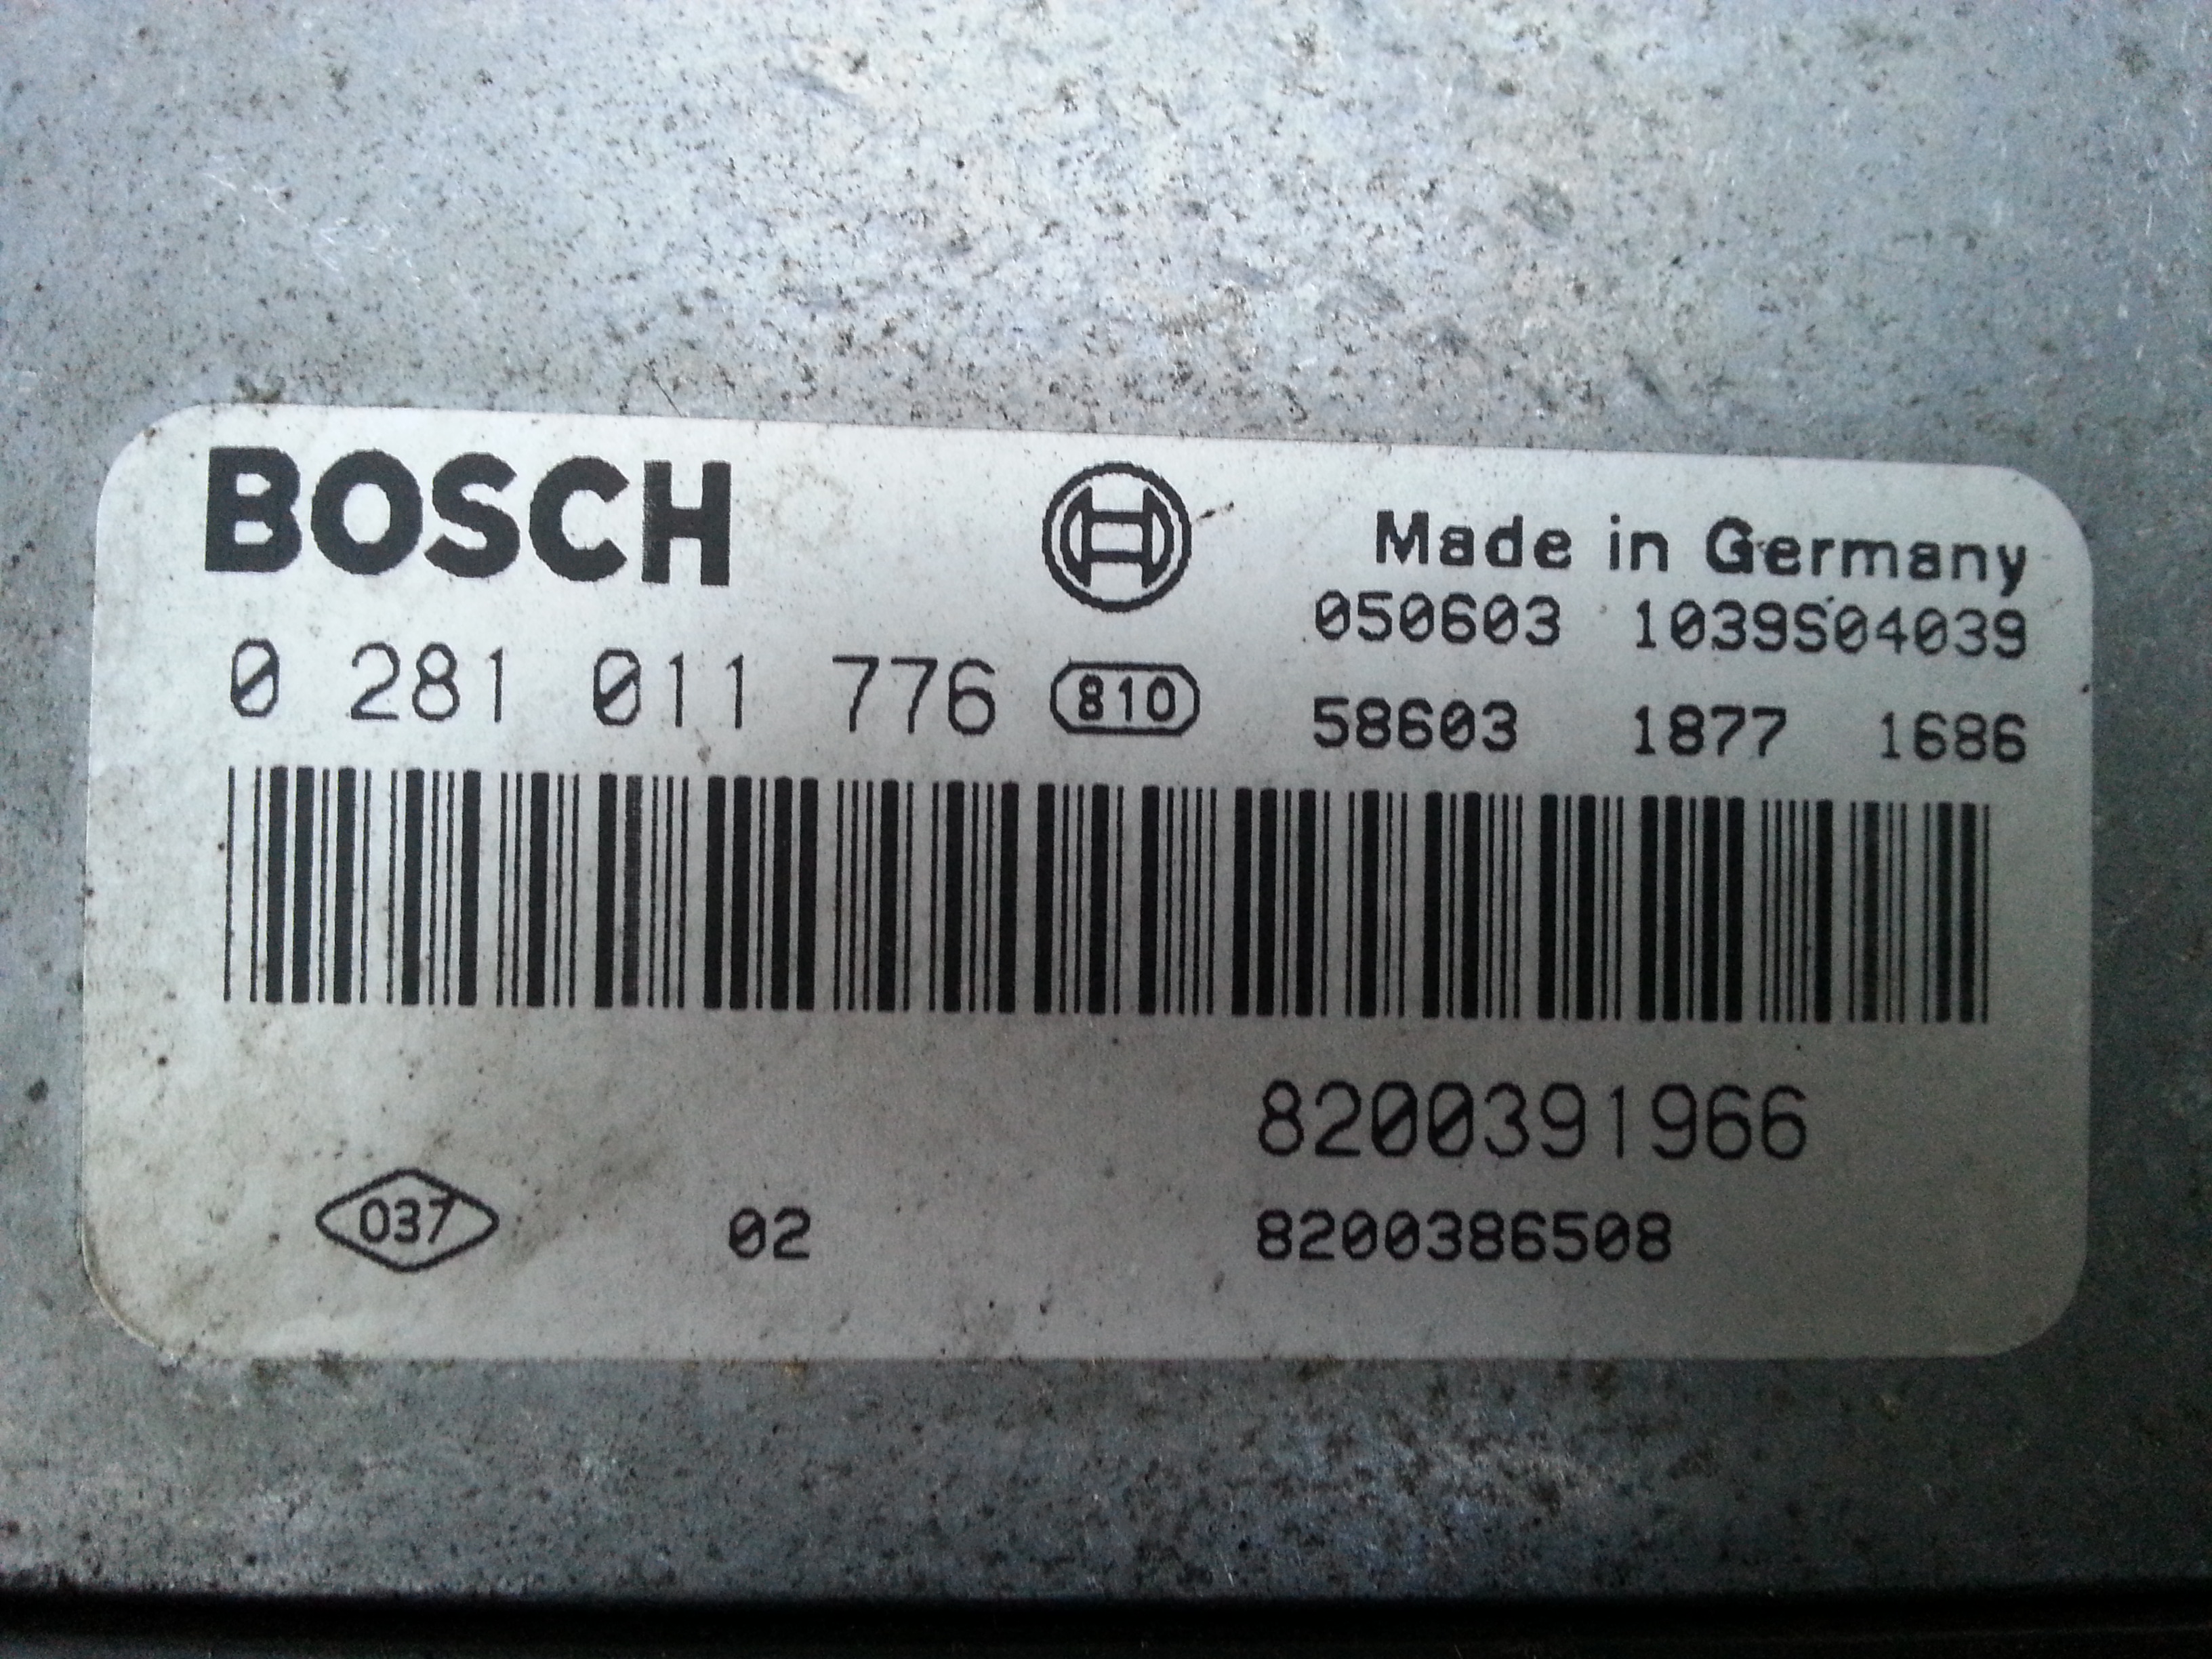 BOSCH
Made in Germany
050603 1039S04039
0 281 011 776 810
58603 1877 1686
8200391966
037 02 8200386508